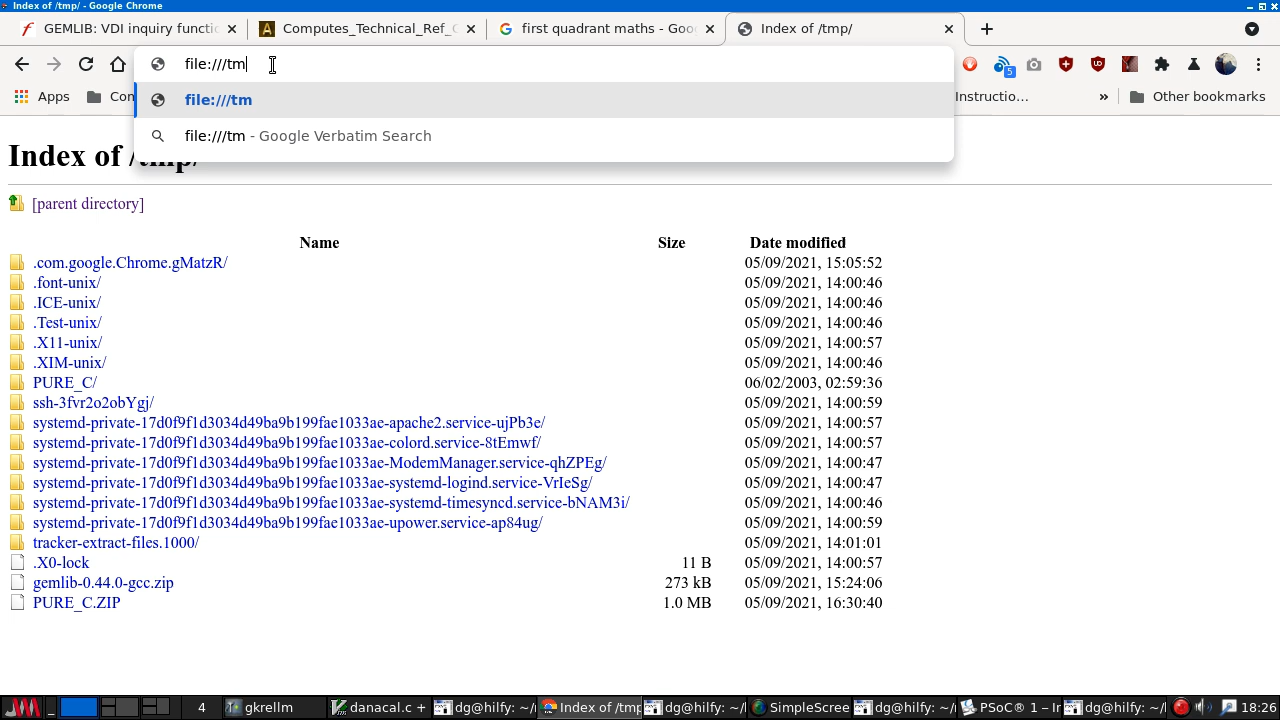 Index of /tmp/ - Google Chrome
GEMLIB: VDI inquiry functi
Computes_Technical_Ref_
first quadrant maths - Goo
Index of /tmp/
file:///tm
5
file:///tm
file:///tm - Google Verbatim Search
Apps
Con
Instructio…
»
Other bookmarks
Index of /tmp/
[parent directory]
Name Size Date modified
.com.google.Chrome.gMatzR/ 05/09/2021, 15:05:52
.font-unix/ 05/09/2021, 14:00:46
.ICE-unix/ 05/09/2021, 14:00:46
.Test-unix/ 05/09/2021, 14:00:46
.X11-unix/ 05/09/2021, 14:00:57
.XIM-unix/ 05/09/2021, 14:00:46
PURE_C/ 06/02/2003, 02:59:36
ssh-3fvr2o2obYgj/ 05/09/2021, 14:00:59
systemd-private-17d0f9f1d3034d49ba9b199fae1033ae-apache2.service-ujPb3e/ 05/09/2021, 14:00:57
systemd-private-17d0f9f1d3034d49ba9b199fae1033ae-colord.service-8tEmwf/ 05/09/2021, 14:00:57
systemd-private-17d0f9f1d3034d49ba9b199fae1033ae-ModemManager.service-qhZPEg/ 05/09/2021, 14:00:47
systemd-private-17d0f9f1d3034d49ba9b199fae1033ae-systemd-logind.service-VrIeSg/ 05/09/2021, 14:00:47
systemd-private-17d0f9f1d3034d49ba9b199fae1033ae-systemd-timesyncd.service-bNAM3i/ 05/09/2021, 14:00:46
systemd-private-17d0f9f1d3034d49ba9b199fae1033ae-upower.service-ap84ug/ 05/09/2021, 14:00:59
tracker-extract-files.1000/ 05/09/2021, 14:01:01
.X0-lock 11 B 05/09/2021, 14:00:57
gemlib-0.44.0-gcc.zip 273 kB 05/09/2021, 15:24:06
PURE_C.ZIP 1.0 MB 05/09/2021, 16:30:40
4 gkrellm danacal.c + dg@hilfy: ~/ Index of /tmp dg@hilfy: ~/ SimpleScree dg@hilfy: ~/ PSoC® 1 – Ir dg@hilfy: ~/ 18:26